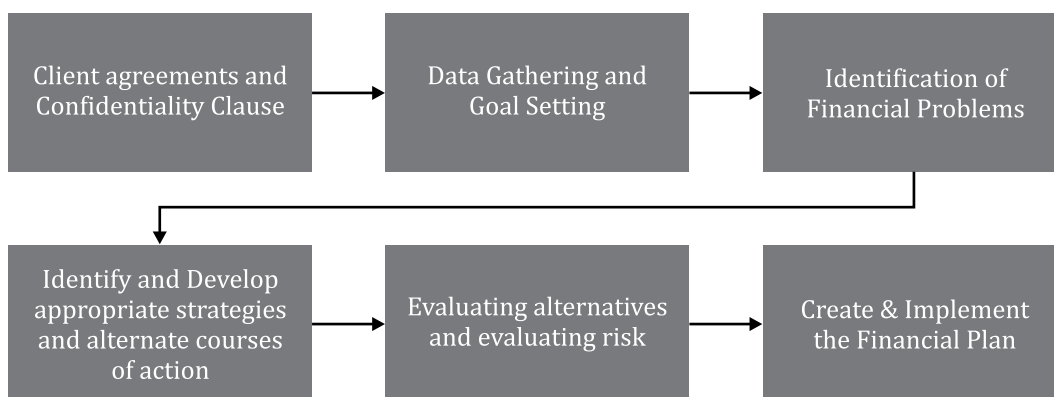 Client agreements and
Confidentiality Clause
Data Gathering and
Goal Setting
Identification of
Financial Problems
Identify and Develop
appropriate strategies
and alternate courses
of action
Evaluating alternatives
and evaluating risk
Create & Implement
the Financial Plan